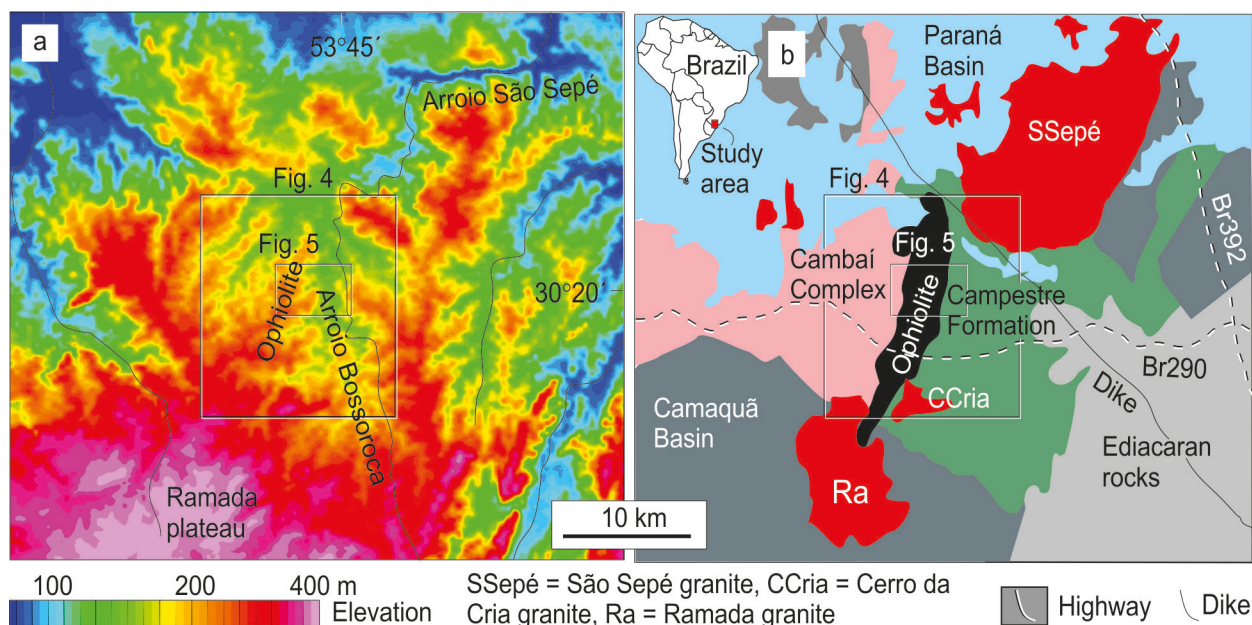 a
53°45´
Arroio São Sepé
Fig. 4
Fig. 5
30°20´
Ophiolite
Arroio Bossoroca
Ramada
plateau
b
Brazil
Study
area
Paraná
Basin
SSepé
Fig. 4
Fig. 5
Br392
Cambaí
Complex
Ophiolite
Campestre
Formation
Br290
Dike
CCria
Camaquã
Basin
Ediacaran
rocks
Ra
10 km
100 200 400 m
Elevation
SSepé = São Sepé granite, CCria = Cerro da
Cria granite, Ra = Ramada granite
Highway
Dike